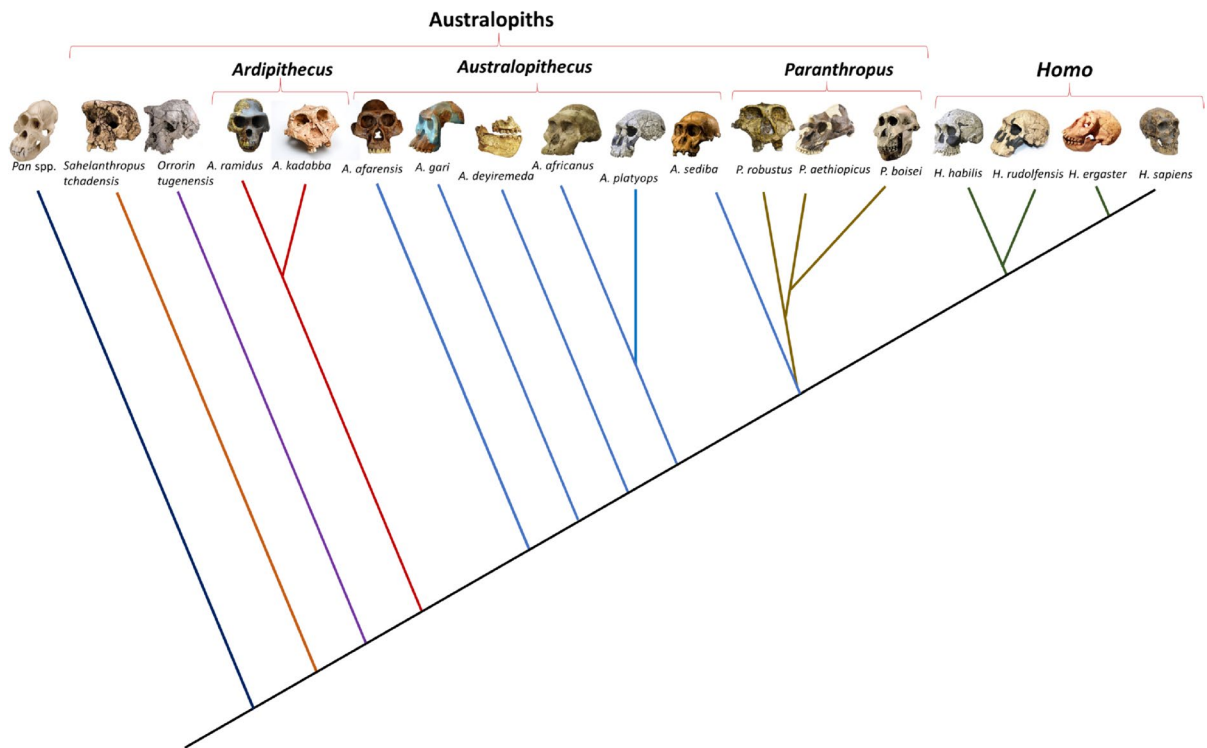 Australopiths
Ardipithecus
Australopithecus
Paranthropus
Homo
Pan spp.
Sahelanthropus
tchadensis
Orrorin
tugenensis
A. ramidus
A. kadabba
A. afarensis
A. gari
A. deyiremeda
A. africanus
A. platyops
A. sediba
P. robustus
P. aethiopicus
P. boisei
H. habilis
H. rudolfensis
H. ergaster
H. sapiens